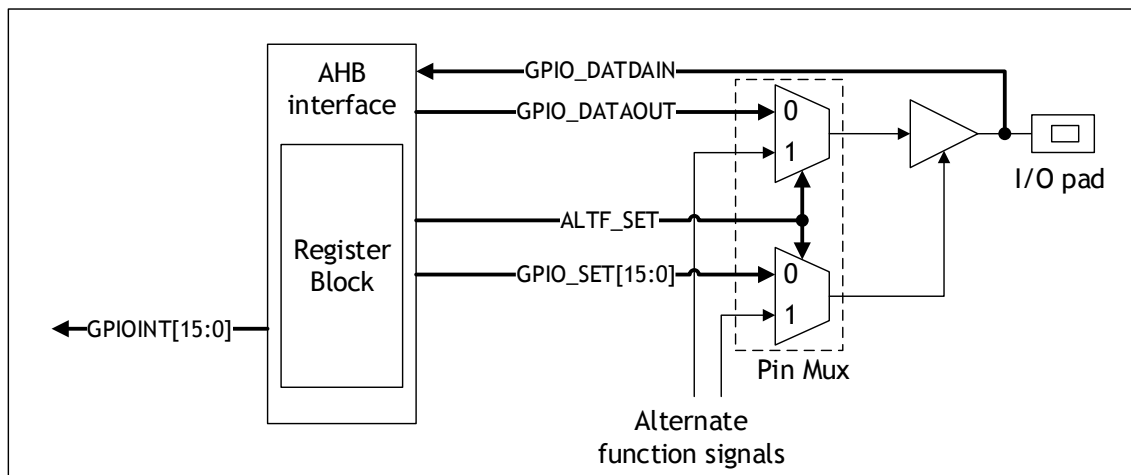 AHB
interface
GPIO_DATDAIN
GPIO_DATAOUT
0
1
I/O pad
ALTF_SET
Register
Block
GPIO_SET[15:0]
0
1
GPIOINT[15:0]
Pin Mux
Alternate
function signals